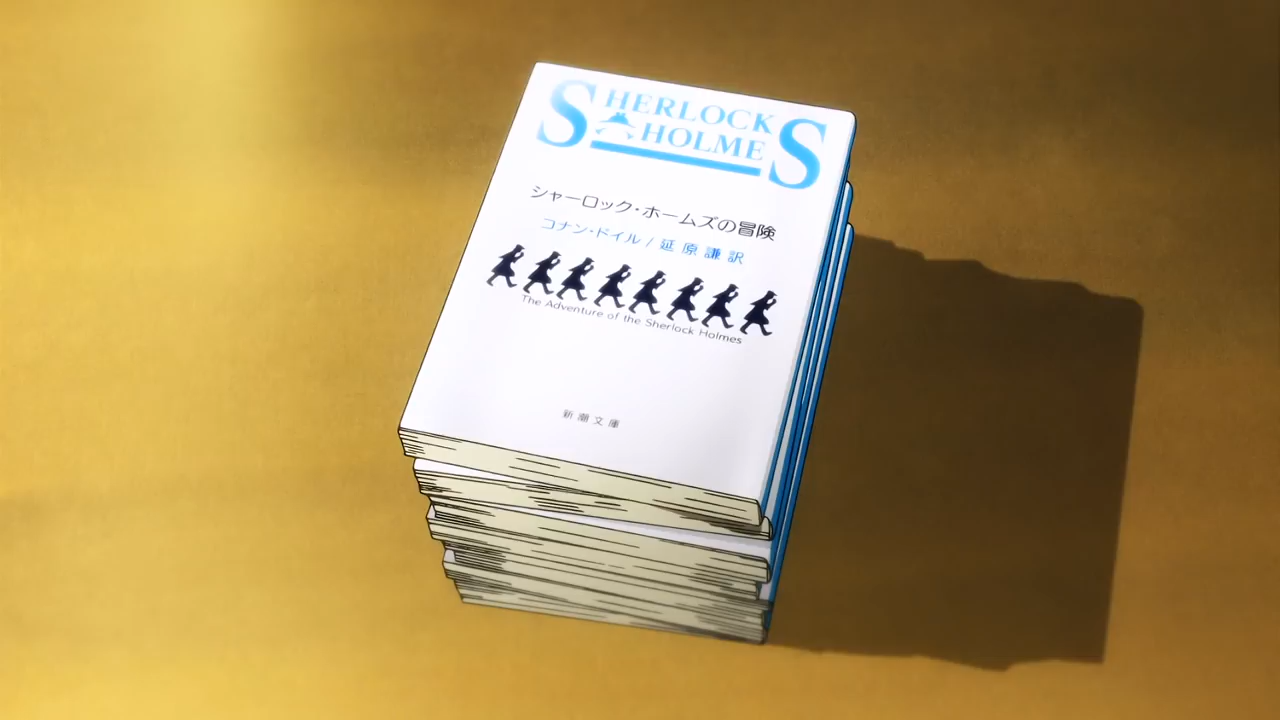 SHERLOCK
HOLMES
シャーロック・ホームズの冒険
コナン・ドイル/延原謙訳
The Adventure of the Sherlock Holmes
新潮文庫